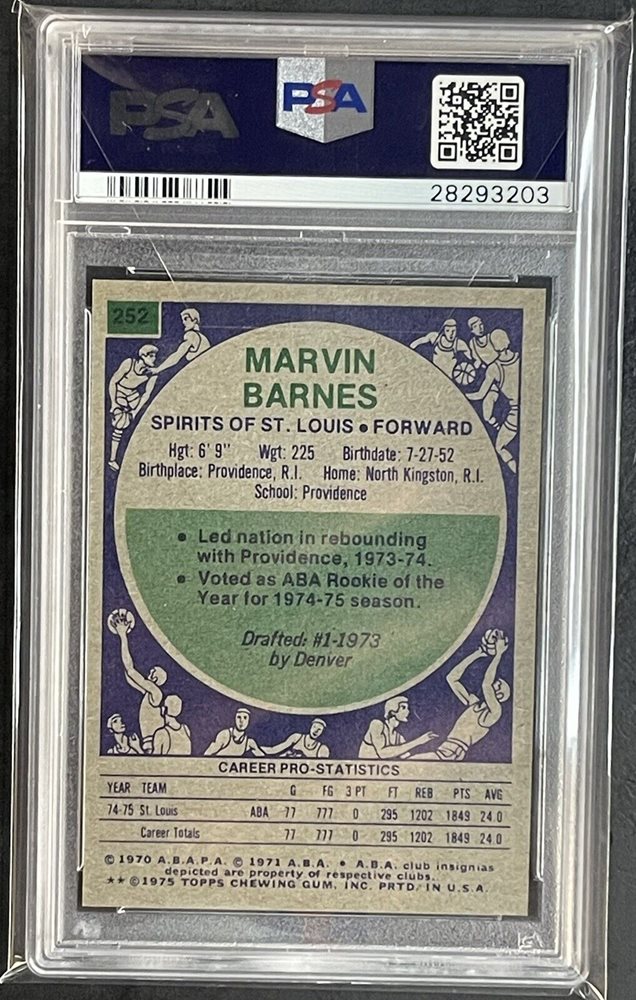 PSA
PSA
28293203
252
MARVIN
BARNES
SPIRITS OF ST. LOUIS • FORWARD
Hgt: 6' 9" Wgt: 225 Birthdate: 7-27-52
Birthplace: Providence, R.I. Home: North Kingston, R.I.
School: Providence
• Led nation in rebounding
with Providence, 1973-74.
• Voted as ABA Rookie of the
Year for 1974-75 season.
Drafted: #1-1973
by Denver
CAREER PRO-STATISTICS
YEAR TEAM G FG 3 PT FT REB PTS AVG
74-75 St. Louis ABA 77 777 0 295 1202 1849 24.0
Career Totals 77 777 0 295 1202 1849 24.0
© 1970 A.B.A.P.A. © 1971 A.B.A. • A.B.A. club insignias
depicted are property of respective clubs.
★★ © 1975 TOPPS CHEWING GUM, INC. PRTD. IN U.S.A.